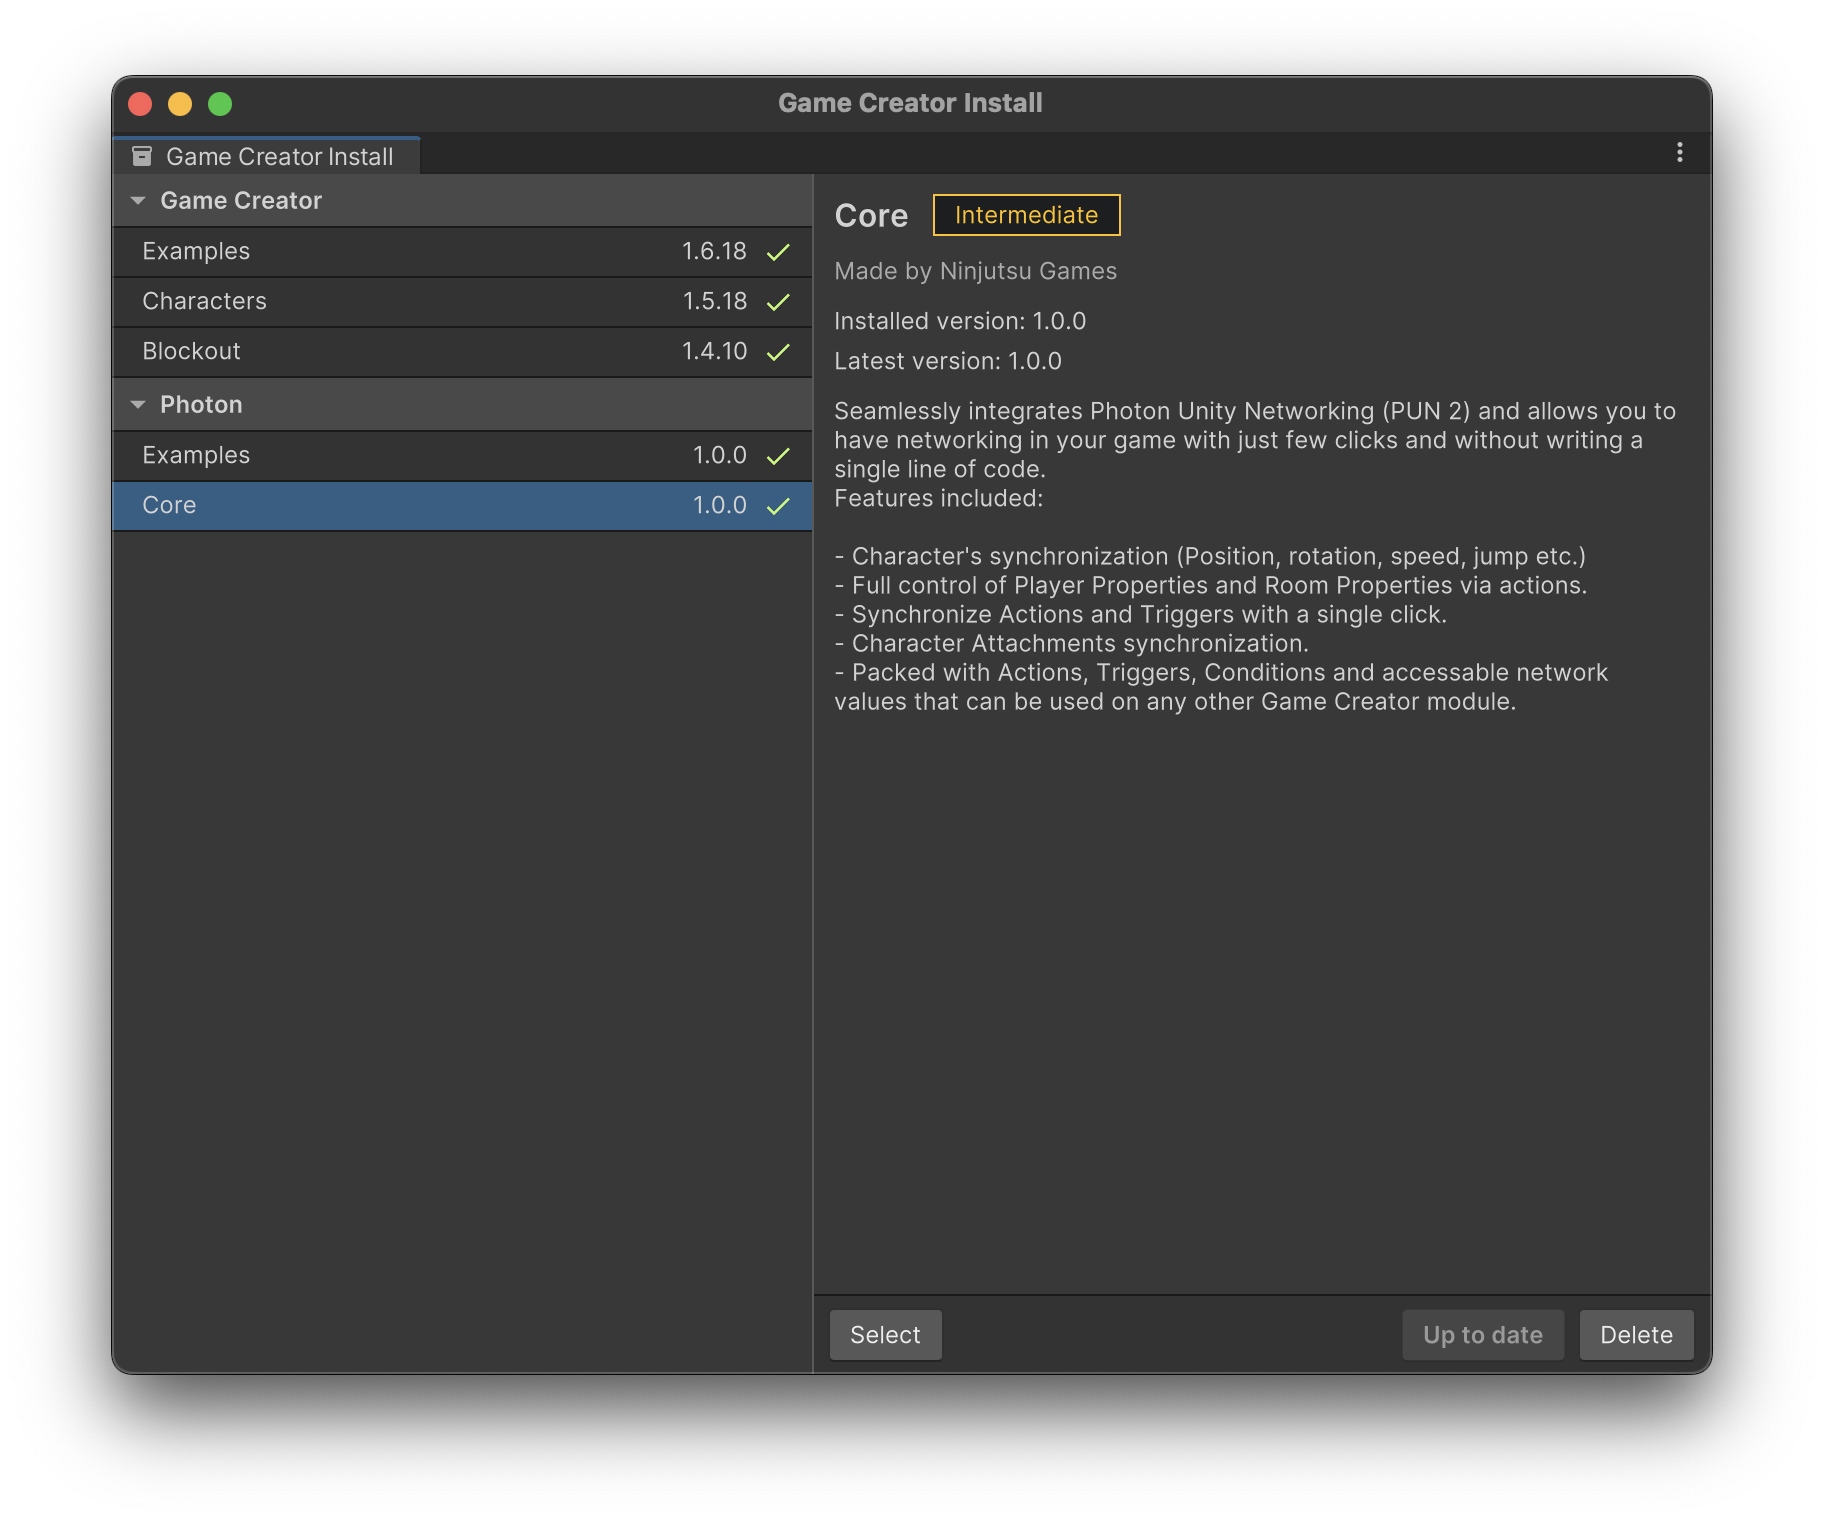 Game Creator Install
Game Creator Install
Game Creator
Examples 1.6.18
Characters 1.5.18
Blockout 1.4.10
Photon
Examples 1.0.0
Core 1.0.0
Core Intermediate
Made by Ninjutsu Games
Installed version: 1.0.0
Latest version: 1.0.0
Seamlessly integrates Photon Unity Networking (PUN 2) and allows you to
have networking in your game with just few clicks and without writing a
single line of code.
Features included:
- Character's synchronization (Position, rotation, speed, jump etc.)
- Full control of Player Properties and Room Properties via actions.
- Synchronize Actions and Triggers with a single click.
- Character Attachments synchronization.
- Packed with Actions, Triggers, Conditions and accessable network
values that can be used on any other Game Creator module.
Select Up to date Delete